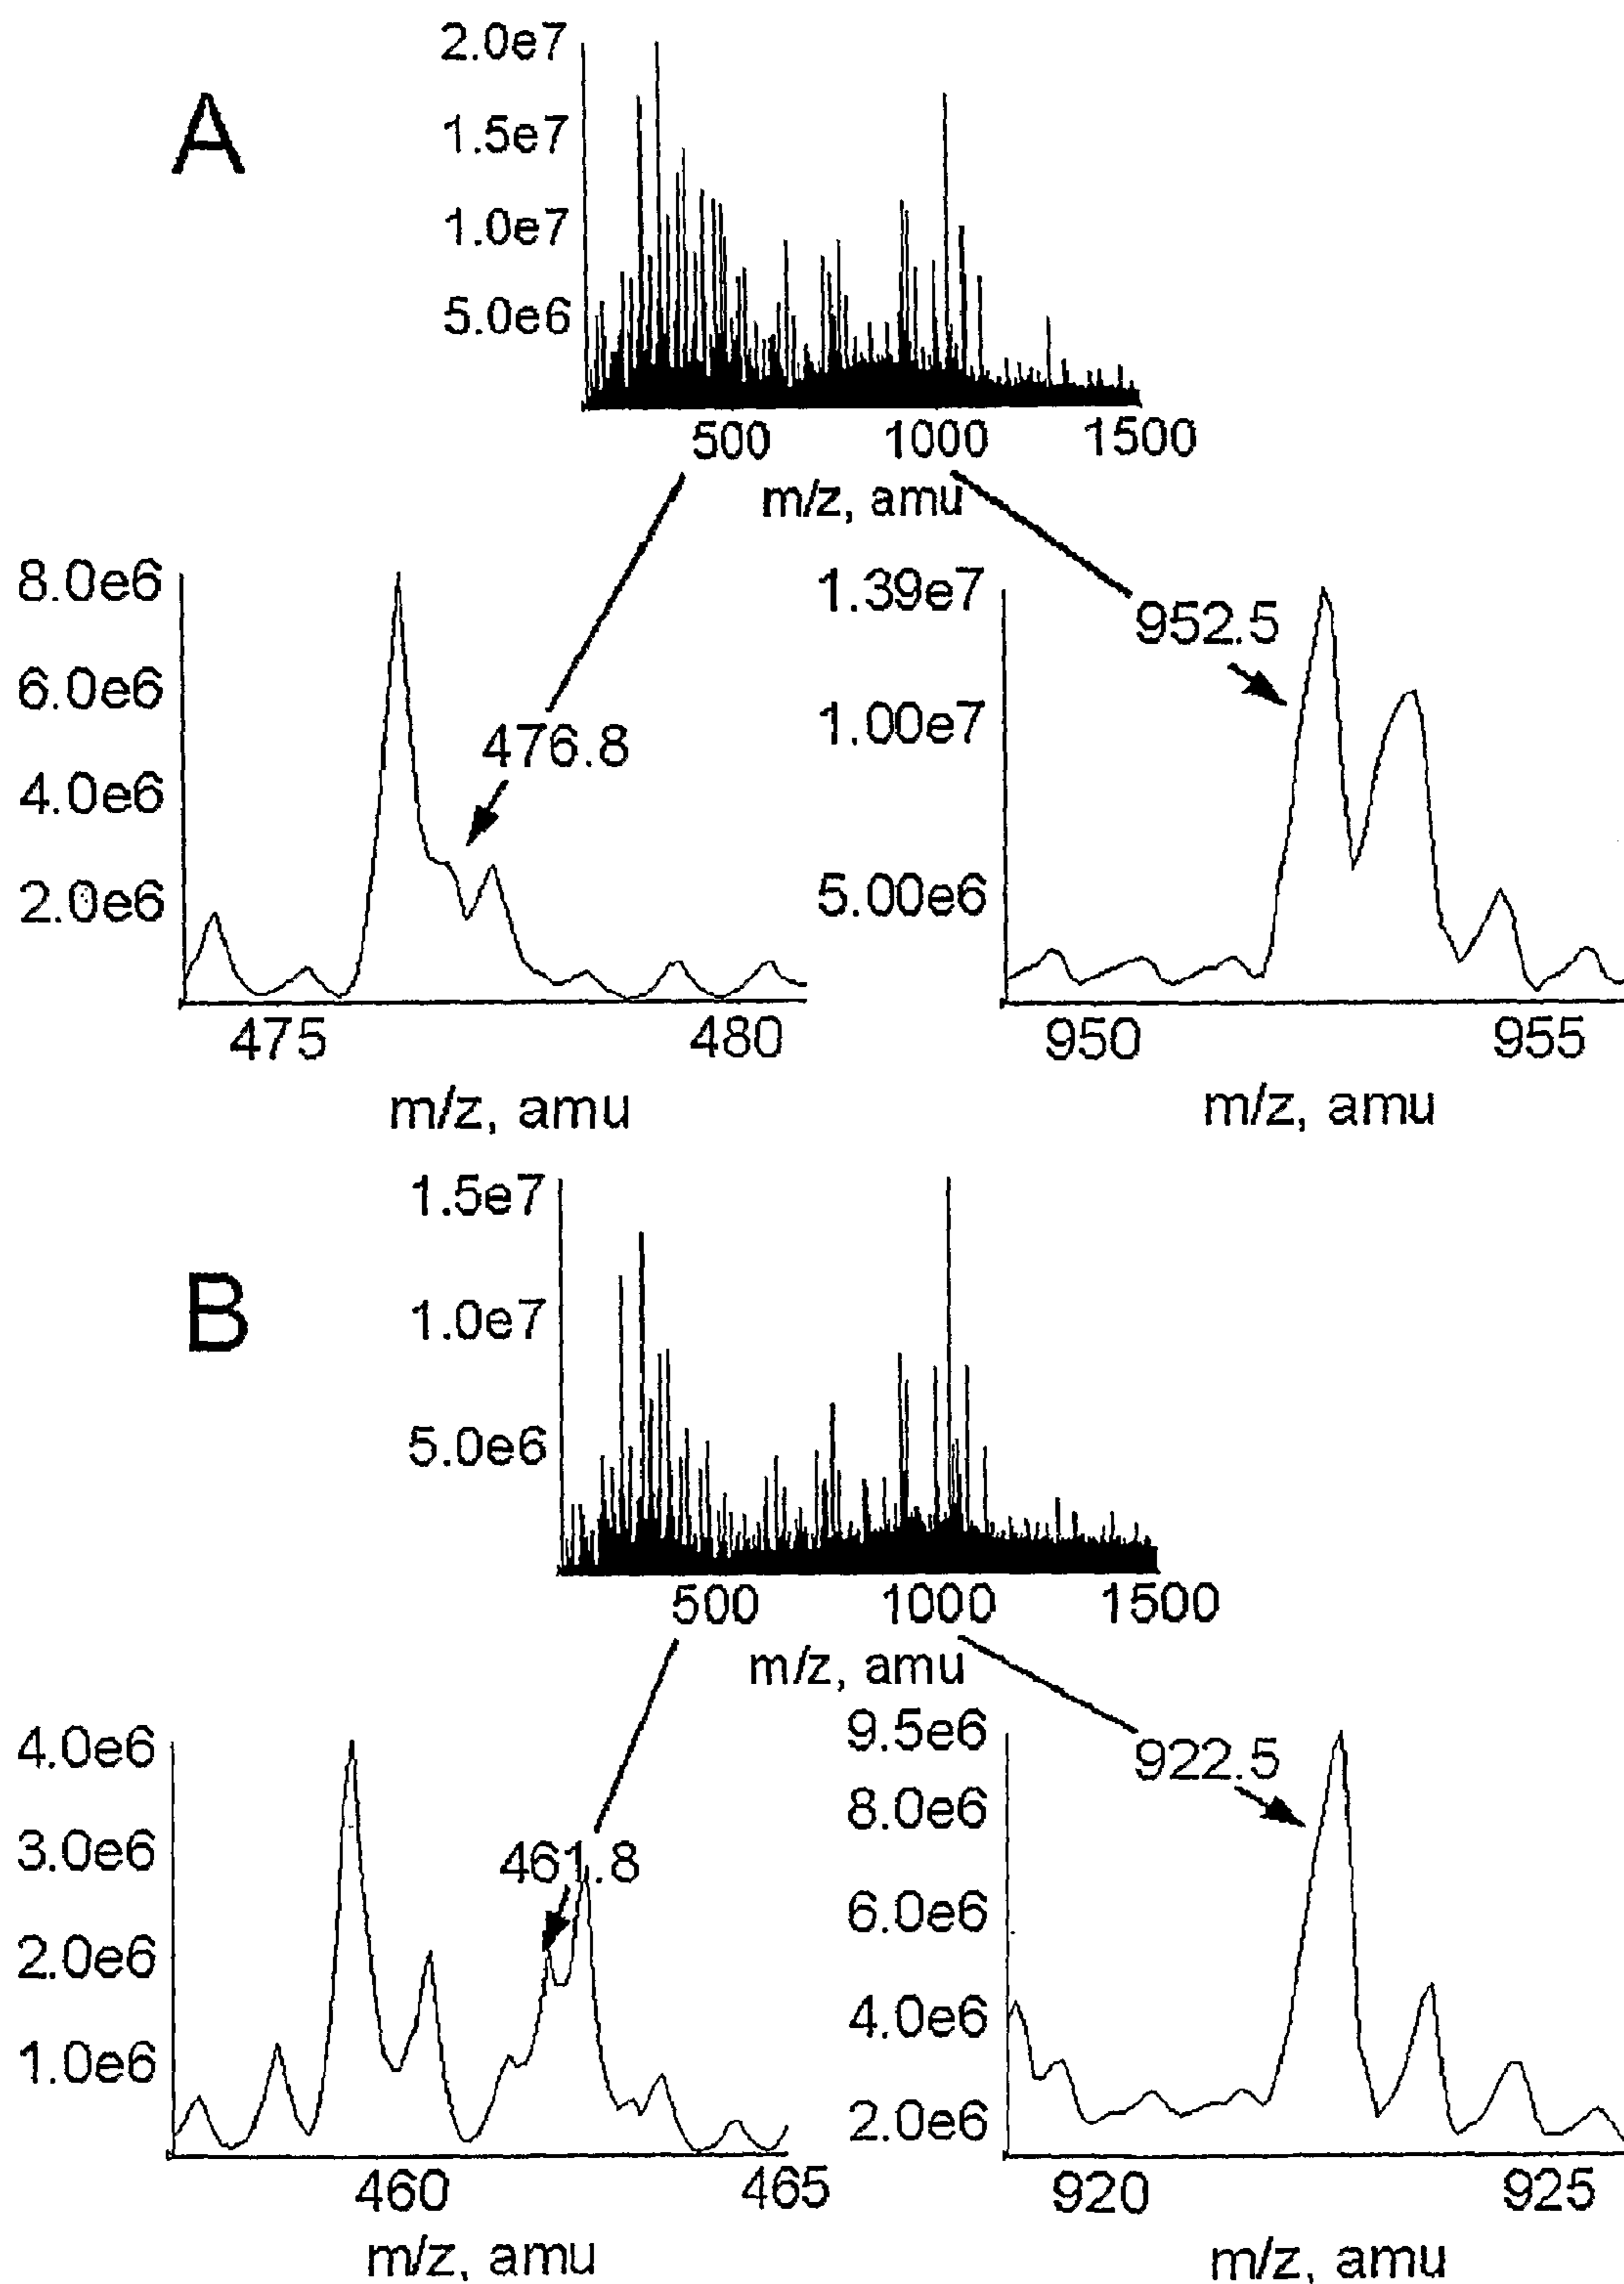 A
2.0e7
1.5e7
1.0e7
5.0e6
500 1000 1500
m/z, amu
8.0e6
6.0e6
4.0e6
2.0e6
476.8
475 480
m/z, amu
1.39e7
1.00e7
5.00e6
952.5
950 955
m/z, amu
B
1.5e7
1.0e7
5.0e6
500 1000 1500
m/z, amu
4.0e6
3.0e6
2.0e6
1.0e6
461.8
460 465
m/z, amu
9.5e6
8.0e6
6.0e6
4.0e6
2.0e6
922.5
920 925
m/z, amu